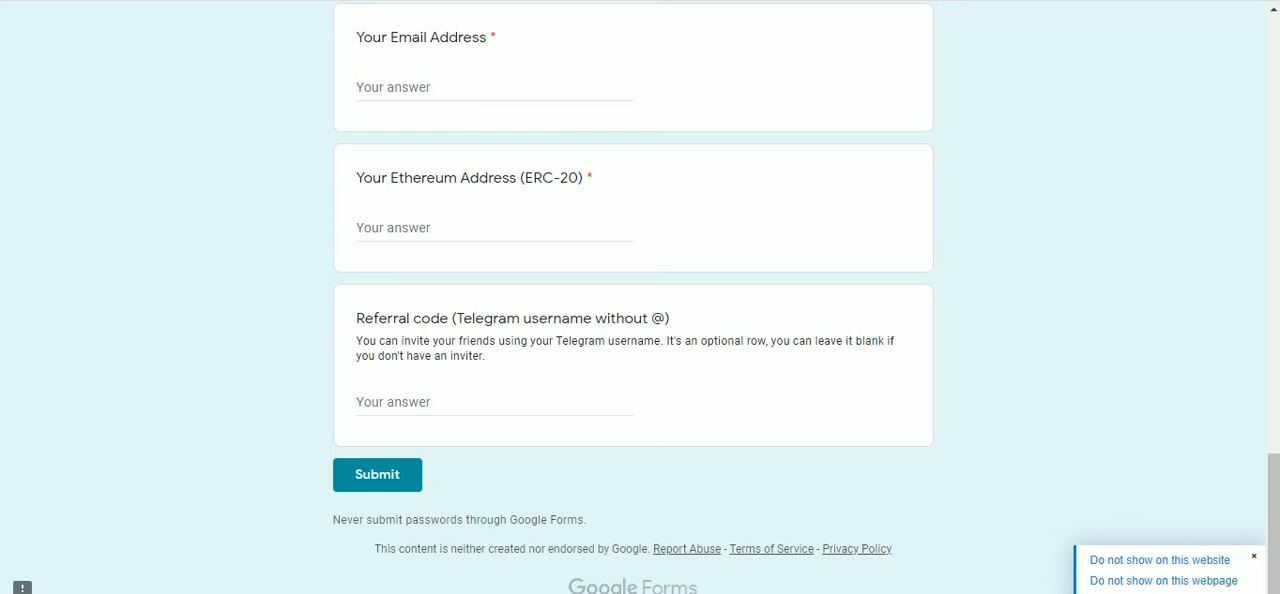 Your Email Address *
Your answer
Your Ethereum Address (ERC-20) *
Your answer
Referral code (Telegram username without @)
You can invite your friends using your Telegram username. It's an optional row, you can leave it blank if
you don't have an inviter.
Your answer
Submit
Never submit passwords through Google Forms.
This content is neither created nor endorsed by Google. Report Abuse - Terms of Service - Privacy Policy
Google Forms
Do not show on this website
×
Do not show on this webpage
!